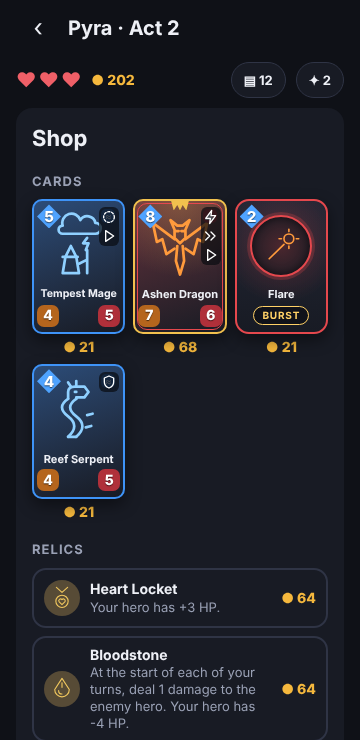 Pyra · Act 2
202
12
2
Shop
CARDS
5
8
2
Tempest Mage
Ashen Dragon
Flare
4
5
7
6
BURST
21
68
21
4
Reef Serpent
4
5
21
RELICS
Heart Locket
Your hero has +3 HP.
64
Bloodstone
At the start of each of your
turns, deal 1 damage to the
enemy hero. Your hero has
-4 HP.
64